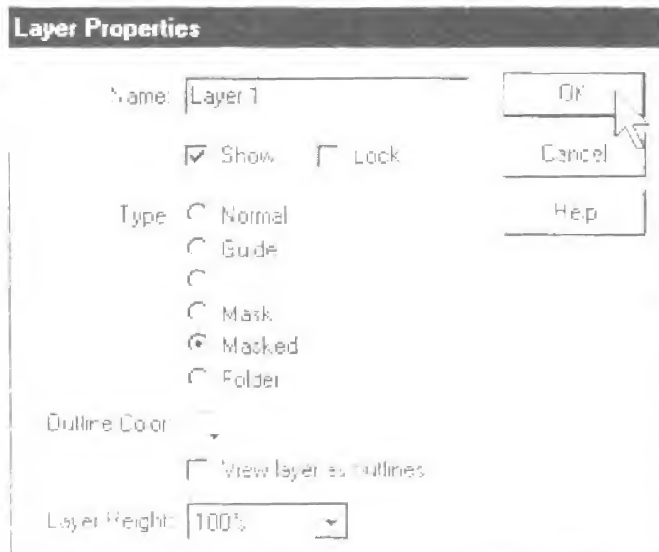 Layer Properties
Name: Layer 1
OK
Show Lock
Cancel
Type Normal
Help
Guide
Mask
Masked
Folder
Outline Color
View layer as outlines
Layer Height: 100%